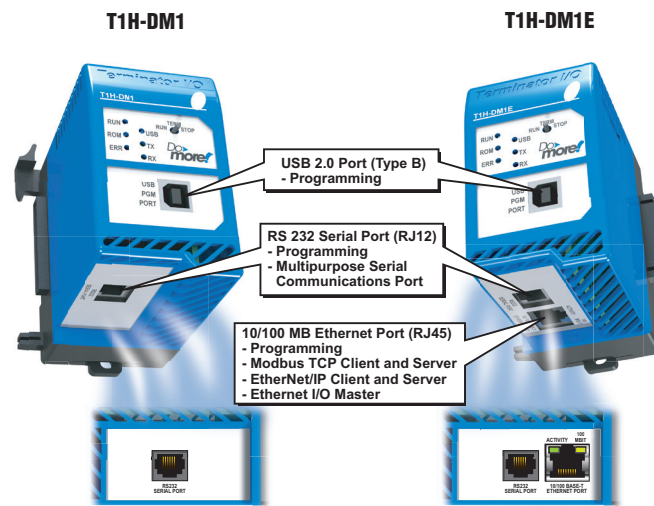 T1H-DM1
T1H-DM1E
Terminator I/O
T1H-DN1
RUN
ROM
ERR
USB
TX
RX
TERM
RUN
STOP
Do
more!
USB
PGM
PORT
Terminator I/O
T1H-DM1E
RUN
ROM
ERR
USB
TX
RX
TERM
RUN
STOP
Do
more!
USB
PGM
PORT
USB 2.0 Port (Type B)
- Programming
RS 232 Serial Port (RJ12)
- Programming
- Multipurpose Serial
Communications Port
10/100 MB Ethernet Port (RJ45)
- Programming
- Modbus TCP Client and Server
- EtherNet/IP Client and Server
- Ethernet I/O Master
RS232
SERIAL PORT
RS232
SERIAL PORT
ACTIVITY
100
MBIT
10/100 BASE-T
ETHERNET PORT